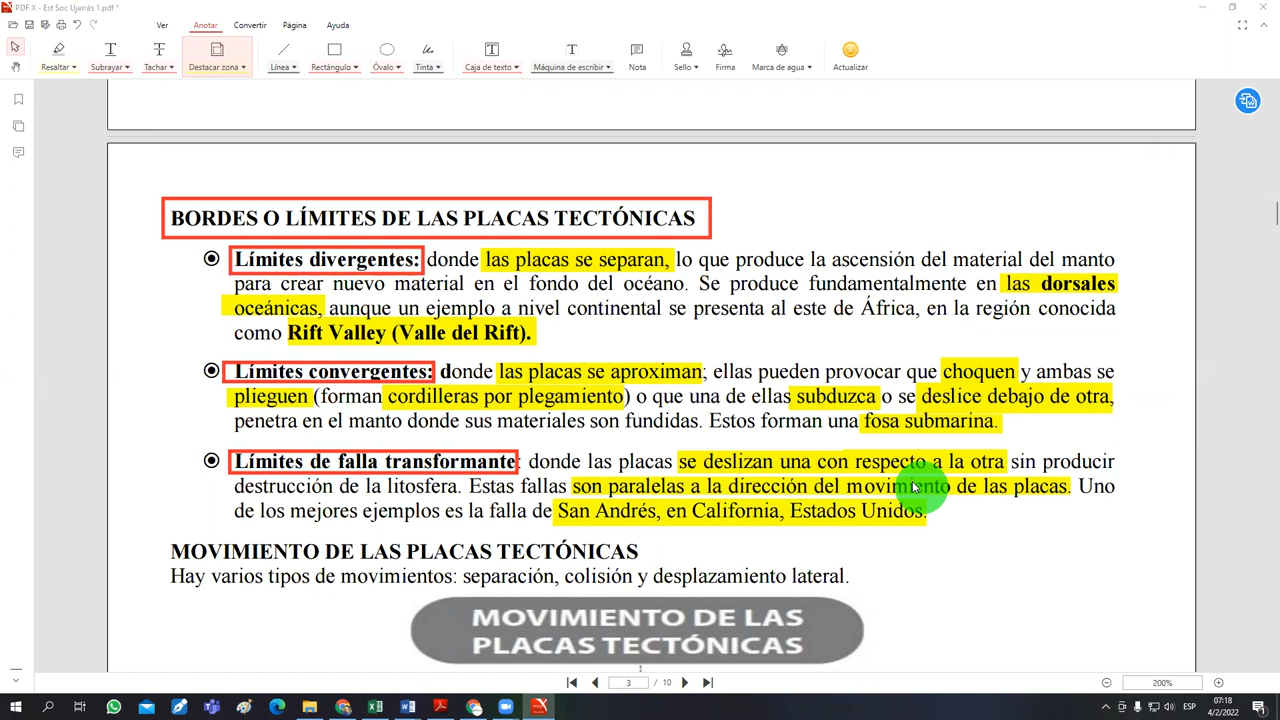 PDF X - Est Soc Ujarrás 1.pdf *
Ver Anotar Convertir Página Ayuda
Resaltar Subrayar Tachar Destacar zona Línea Rectángulo Óvalo Tinta Caja de texto Máquina de escribir Nota Sello Firma Marca de agua Actualizar
BORDES O LÍMITES DE LAS PLACAS TECTÓNICAS
Límites divergentes: donde las placas se separan, lo que produce la ascensión del material del manto
para crear nuevo material en el fondo del océano. Se produce fundamentalmente en las dorsales
oceánicas, aunque un ejemplo a nivel continental se presenta al este de África, en la región conocida
como Rift Valley (Valle del Rift).
Límites convergentes: donde las placas se aproximan; ellas pueden provocar que choquen y ambas se
plieguen (forman cordilleras por plegamiento) o que una de ellas subduzca o se deslice debajo de otra,
penetra en el manto donde sus materiales son fundidas. Estos forman una fosa submarina.
Límites de falla transformante: donde las placas se deslizan una con respecto a la otra sin producir
destrucción de la litosfera. Estas fallas son paralelas a la dirección del movimiento de las placas. Uno
de los mejores ejemplos es la falla de San Andrés, en California, Estados Unidos.
MOVIMIENTO DE LAS PLACAS TECTÓNICAS
Hay varios tipos de movimientos: separación, colisión y desplazamiento lateral.
MOVIMIENTO DE LAS
PLACAS TECTÓNICAS
3 / 10 200%
ESP 07:18
4/2/2022